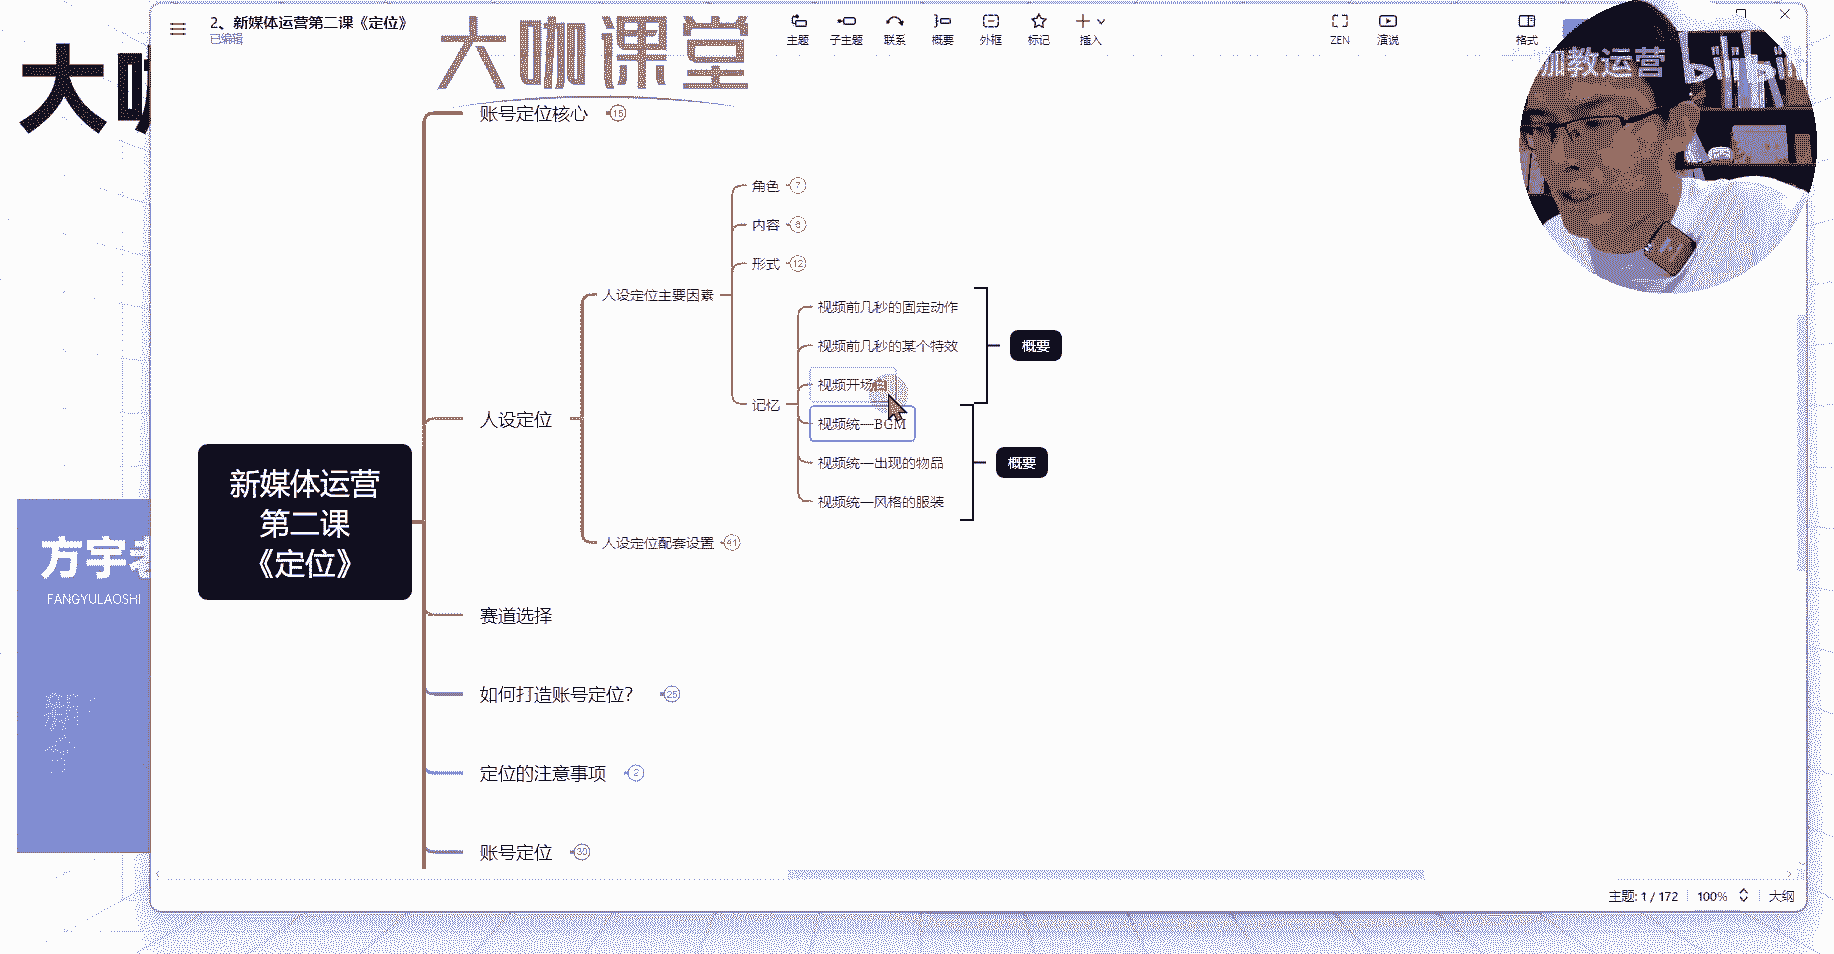 2、新媒体运营第二课《定位》
已编辑
大咖课堂
主题
子主题
联系
概要
外框
标记
插入
ZEN
演说
格式
咖教运营
bilibili
大咖
账号定位核心 15
角色 7
内容
形式 12
人设定位主要因素
视频前几秒的固定动作
视频前几秒的某个特效
概要
视频开场白
记忆
人设定位
视频统一BGM
视频统一出现的物品
概要
视频统一风格的服装
新媒体运营
第二课
《定位》
人设定位配套设置 41
方宇老
FANGYULAOSHI
赛道选择
如何打造账号定位？ 25
定位的注意事项 2
账号定位 30
主题: 1 / 172
100%
大纲